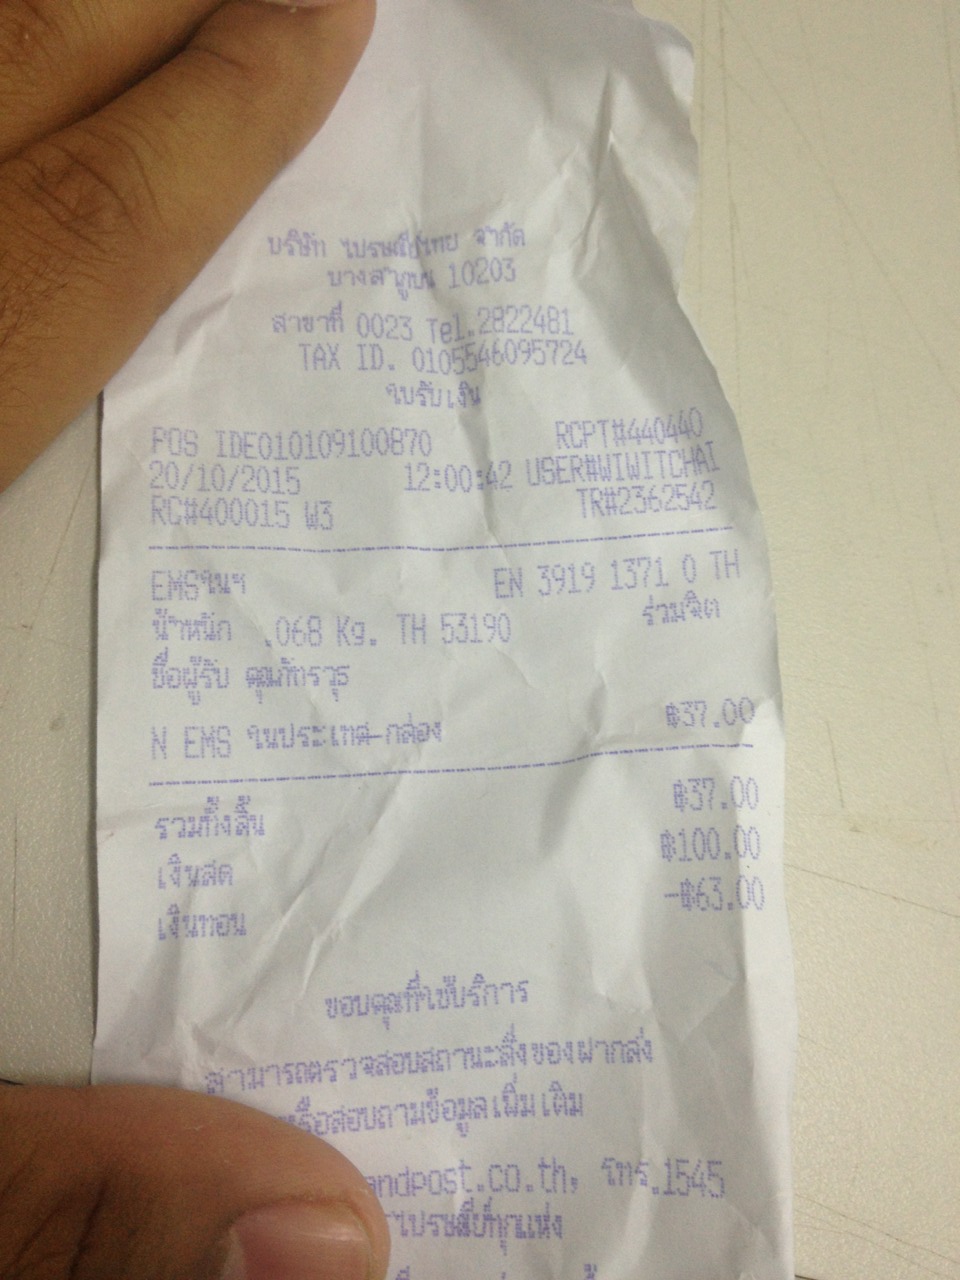 บริษัท ไปรษณีย์ไทย จำกัด
บางลำภูบน 10203
สาขาที่ 0023 Tel.2822481
TAX ID. 0105546095724
ใบรับเงิน
POS IDE010109100870 RCPT#440440
20/10/2015 12:00:42 USER#WIWITCHAI
RC#400015 W3 TR#2362542
EMSในฯ EN 3919 1371 0 TH
น้ำหนัก .068 Kg. TH 53190 ร่วมจิต
ชื่อผู้รับ คุณภัทรวุธ
N EMS ในประเทศ-กล่อง ฿37.00
รวมทั้งสิ้น ฿37.00
เงินสด ฿100.00
เงินทอน -฿63.00
ขอบคุณที่ใช้บริการ
สามารถตรวจสอบสถานะสิ่งของฝากส่ง
หรือสอบถามข้อมูลเพิ่มเติม
andpost.co.th, โทร.1545
ไปรษณีย์ทุกแห่ง